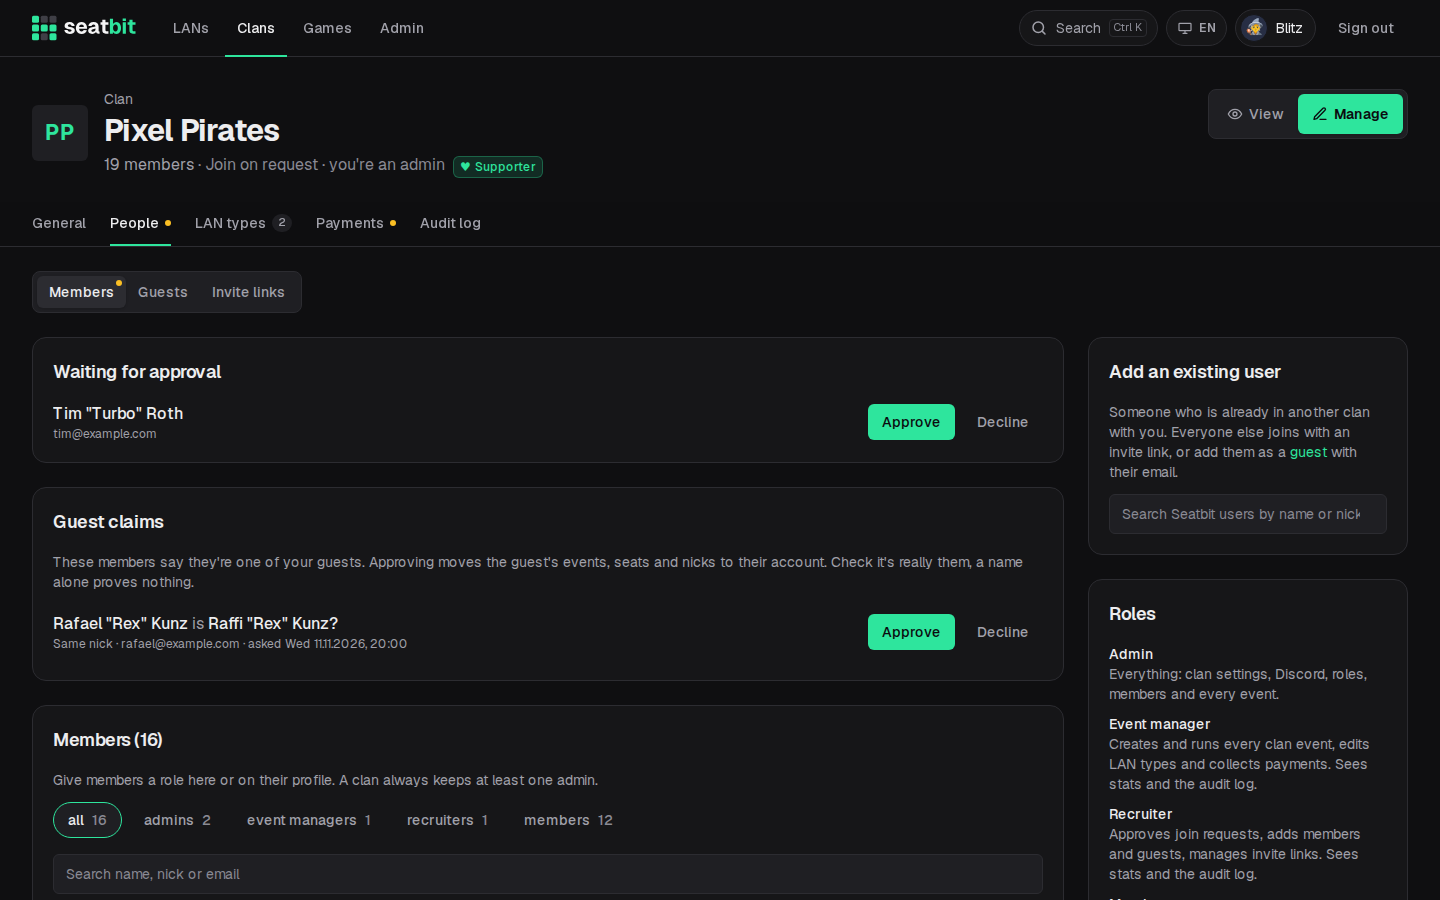 seatbit LANs Clans Games Admin Search Ctrl K EN Blitz Sign out
Clan
PP Pixel Pirates View Manage
19 members · Join on request · you're an admin Supporter
General People LAN types 2 Payments Audit log
Members Guests Invite links
Waiting for approval
Tim "Turbo" Roth
tim@example.com
Approve Decline
Guest claims
These members say they're one of your guests. Approving moves the guest's events, seats and nicks to their account. Check it's really them, a name
alone proves nothing.
Rafael "Rex" Kunz is Raffi "Rex" Kunz?
Same nick · rafael@example.com · asked Wed 11.11.2026, 20:00
Approve Decline
Members (16)
Give members a role here or on their profile. A clan always keeps at least one admin.
all 16 admins 2 event managers 1 recruiters 1 members 12
Search name, nick or email
Add an existing user
Someone who is already in another clan
with you. Everyone else joins with an
invite link, or add them as a guest with
their email.
Search Seatbit users by name or nick
Roles
Admin
Everything: clan settings, Discord, roles,
members and every event.
Event manager
Creates and runs every clan event, edits
LAN types and collects payments. Sees
stats and the audit log.
Recruiter
Approves join requests, adds members
and guests, manages invite links. Sees
stats and the audit log.